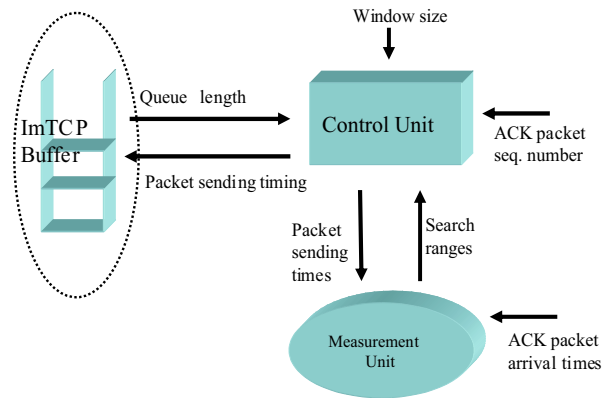 Window size
Queue length
ImTCP
Buffer
Control Unit
ACK packet
seq. number
Packet sending timing
Packet
sending
times
Search
ranges
Measurement
Unit
ACK packet
arrival times